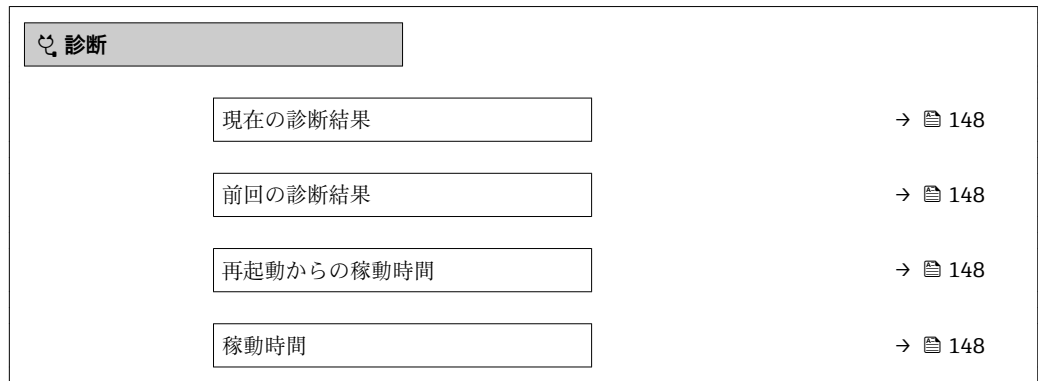 診断
現在の診断結果 → 148
前回の診断結果 → 148
再起動からの稼動時間 → 148
稼動時間 → 148